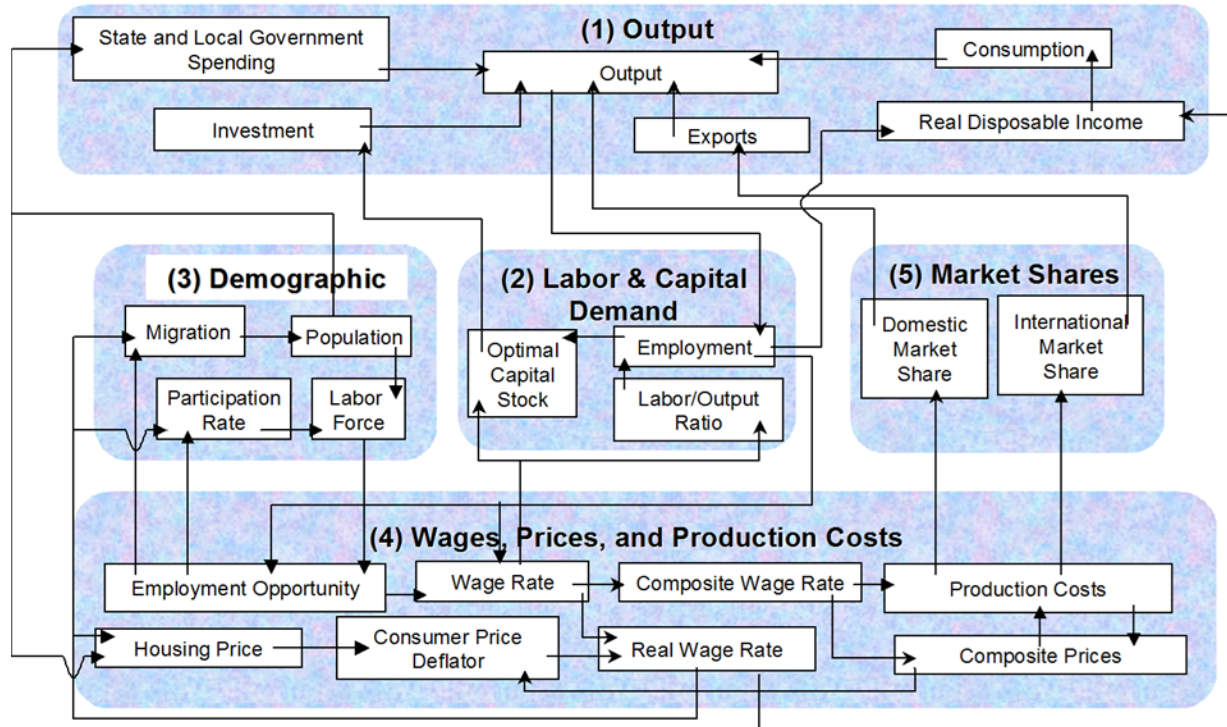 State and Local Government
Spending
(1) Output
Consumption
Output
Investment
Exports
Real Disposable Income
(3) Demographic
(2) Labor & Capital
Demand
(5) Market Shares
Migration
Population
Optimal
Capital
Stock
Employment
Domestic
Market
Share
International
Market
Share
Participation
Rate
Labor
Force
Labor/Output
Ratio
(4) Wages, Prices, and Production Costs
Employment Opportunity
Wage Rate
Composite Wage Rate
Production Costs
Housing Price
Consumer Price
Deflator
Real Wage Rate
Composite Prices